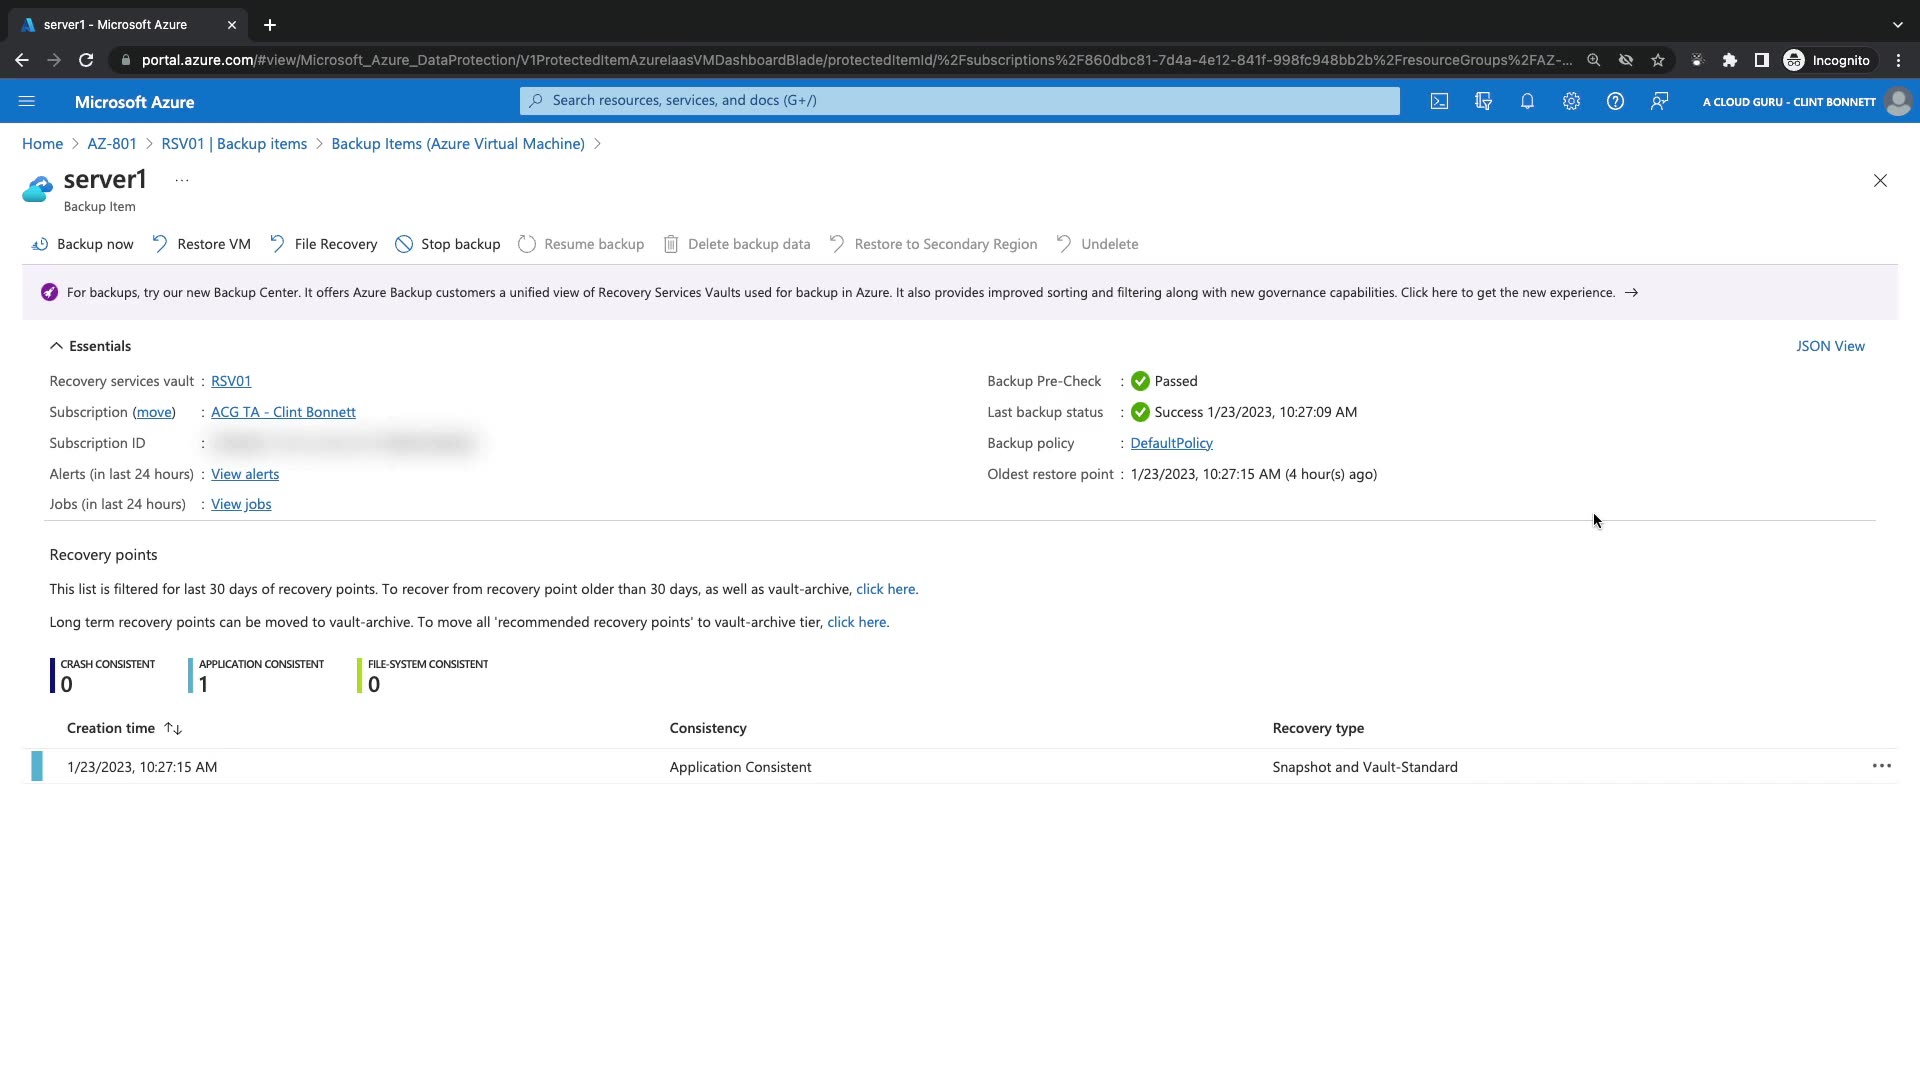 server1 - Microsoft Azure
portal.azure.com/#view/Microsoft_Azure_DataProtection/V1ProtectedItemAzureIaasVMDashboardBlade/protectedItemId/%2Fsubscriptions%2F860dbc81-7d4a-4e12-841f-998fc948bb2b%2FresourceGroups%2FAZ-... Incognito
Microsoft Azure Search resources, services, and docs (G+/) A CLOUD GURU - CLINT BONNETT
Home > AZ-801 > RSV01 | Backup items > Backup Items (Azure Virtual Machine) >
server1 ...
Backup Item
Backup now Restore VM File Recovery Stop backup Resume backup Delete backup data Restore to Secondary Region Undelete
For backups, try our new Backup Center. It offers Azure Backup customers a unified view of Recovery Services Vaults used for backup in Azure. It also provides improved sorting and filtering along with new governance capabilities. Click here to get the new experience. →
Essentials JSON View
Recovery services vault : RSV01 Backup Pre-Check : Passed
Subscription (move) : ACG TA - Clint Bonnett Last backup status : Success 1/23/2023, 10:27:09 AM
Subscription ID : Backup policy : DefaultPolicy
Alerts (in last 24 hours) : View alerts Oldest restore point : 1/23/2023, 10:27:15 AM (4 hour(s) ago)
Jobs (in last 24 hours) : View jobs
Recovery points
This list is filtered for last 30 days of recovery points. To recover from recovery point older than 30 days, as well as vault-archive, click here.
Long term recovery points can be moved to vault-archive. To move all 'recommended recovery points' to vault-archive tier, click here.
CRASH CONSISTENT APPLICATION CONSISTENT FILE-SYSTEM CONSISTENT
0 1 0
Creation time ↑↓ Consistency Recovery type
1/23/2023, 10:27:15 AM Application Consistent Snapshot and Vault-Standard ...